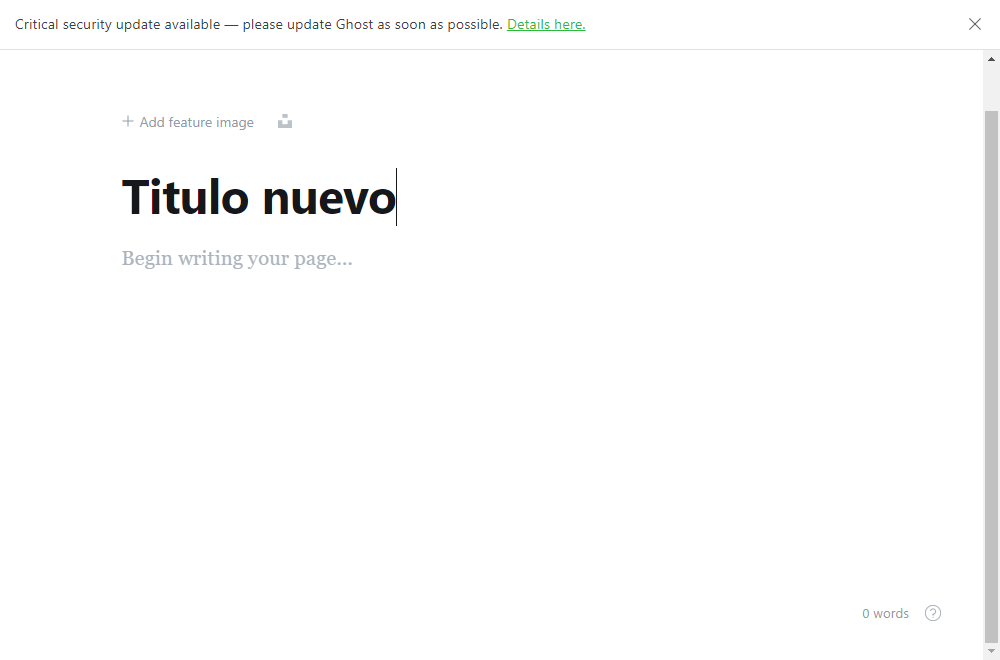 Critical security update available — please update Ghost as soon as possible. Details here.
Add feature image
Titulo nuevo
Begin writing your page...
0 words